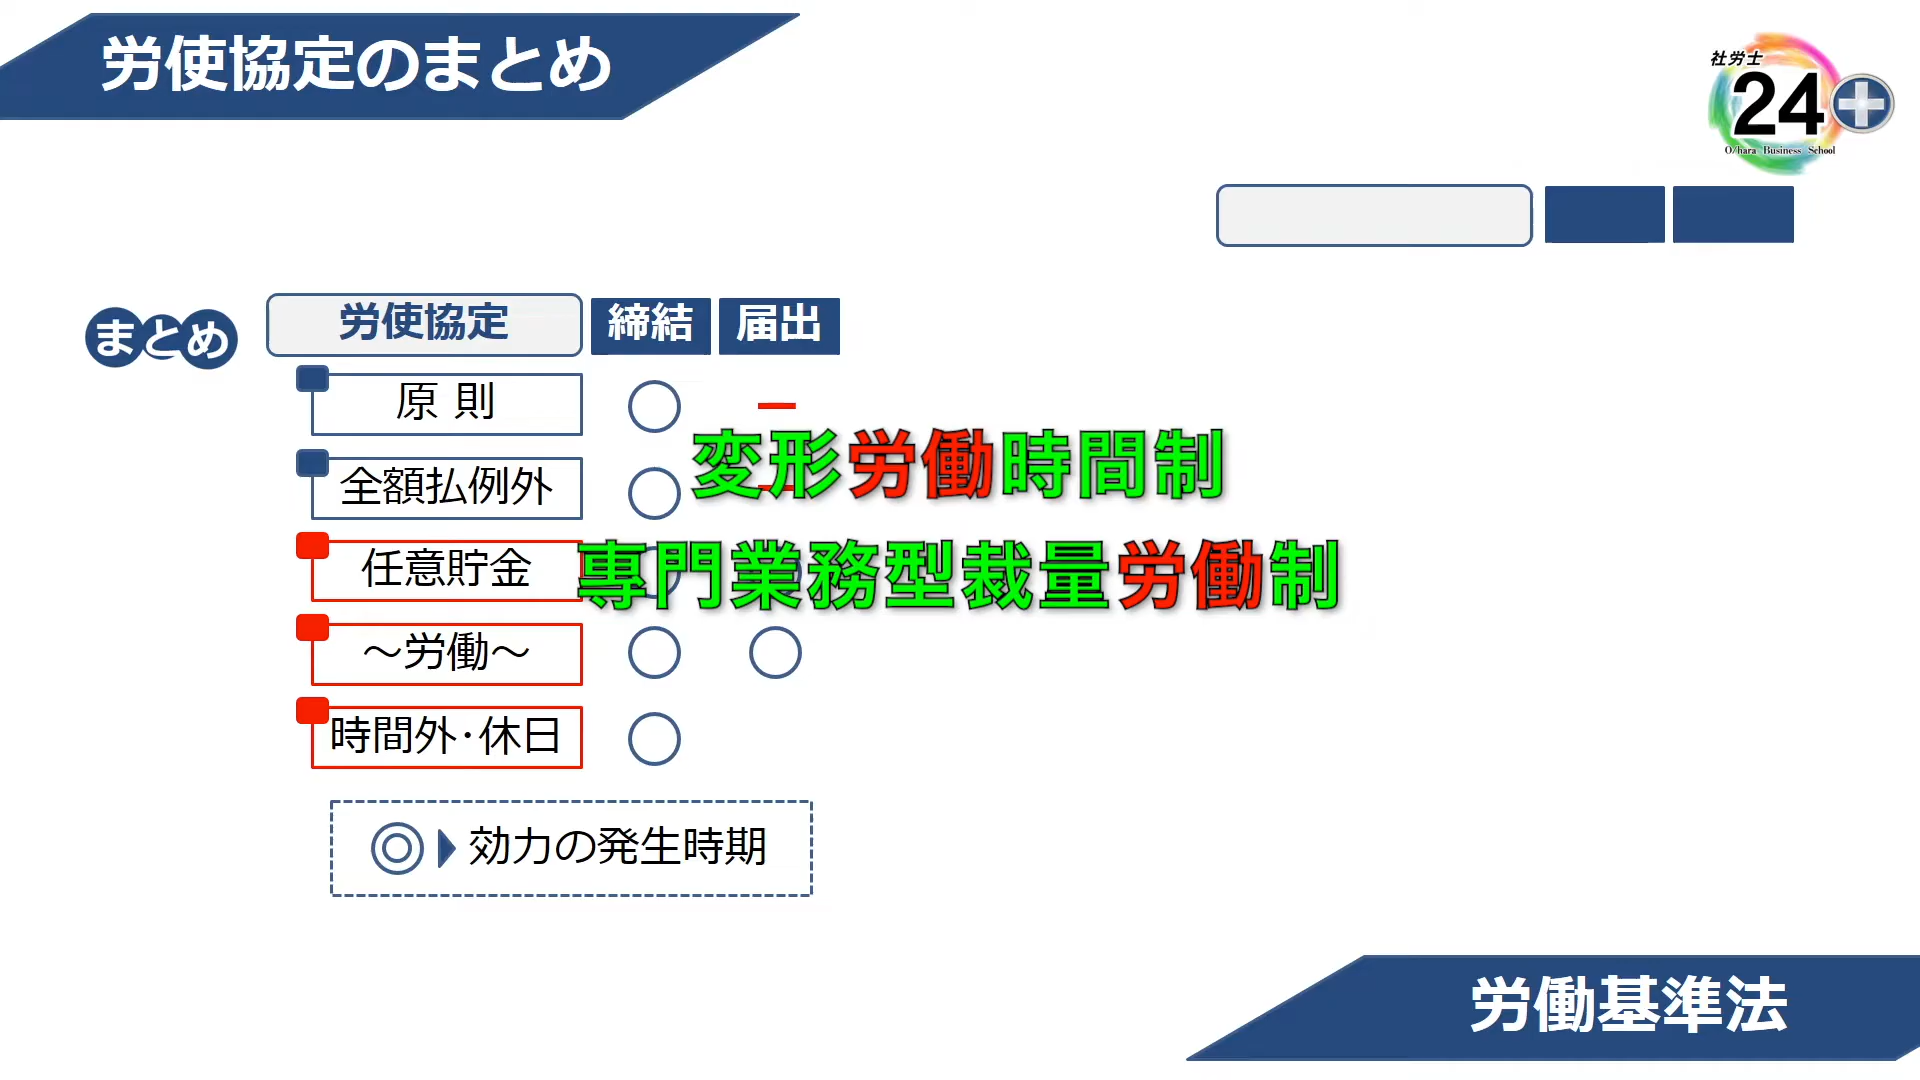 労使協定のまとめ
社労士
24
O-hara Business School
まとめ
労使協定 締結 届出
原 則
全額払例外
任意貯金
～労働～
時間外・休日
変形労働時間制
専門業務型裁量労働制
効力の発生時期
労働基準法